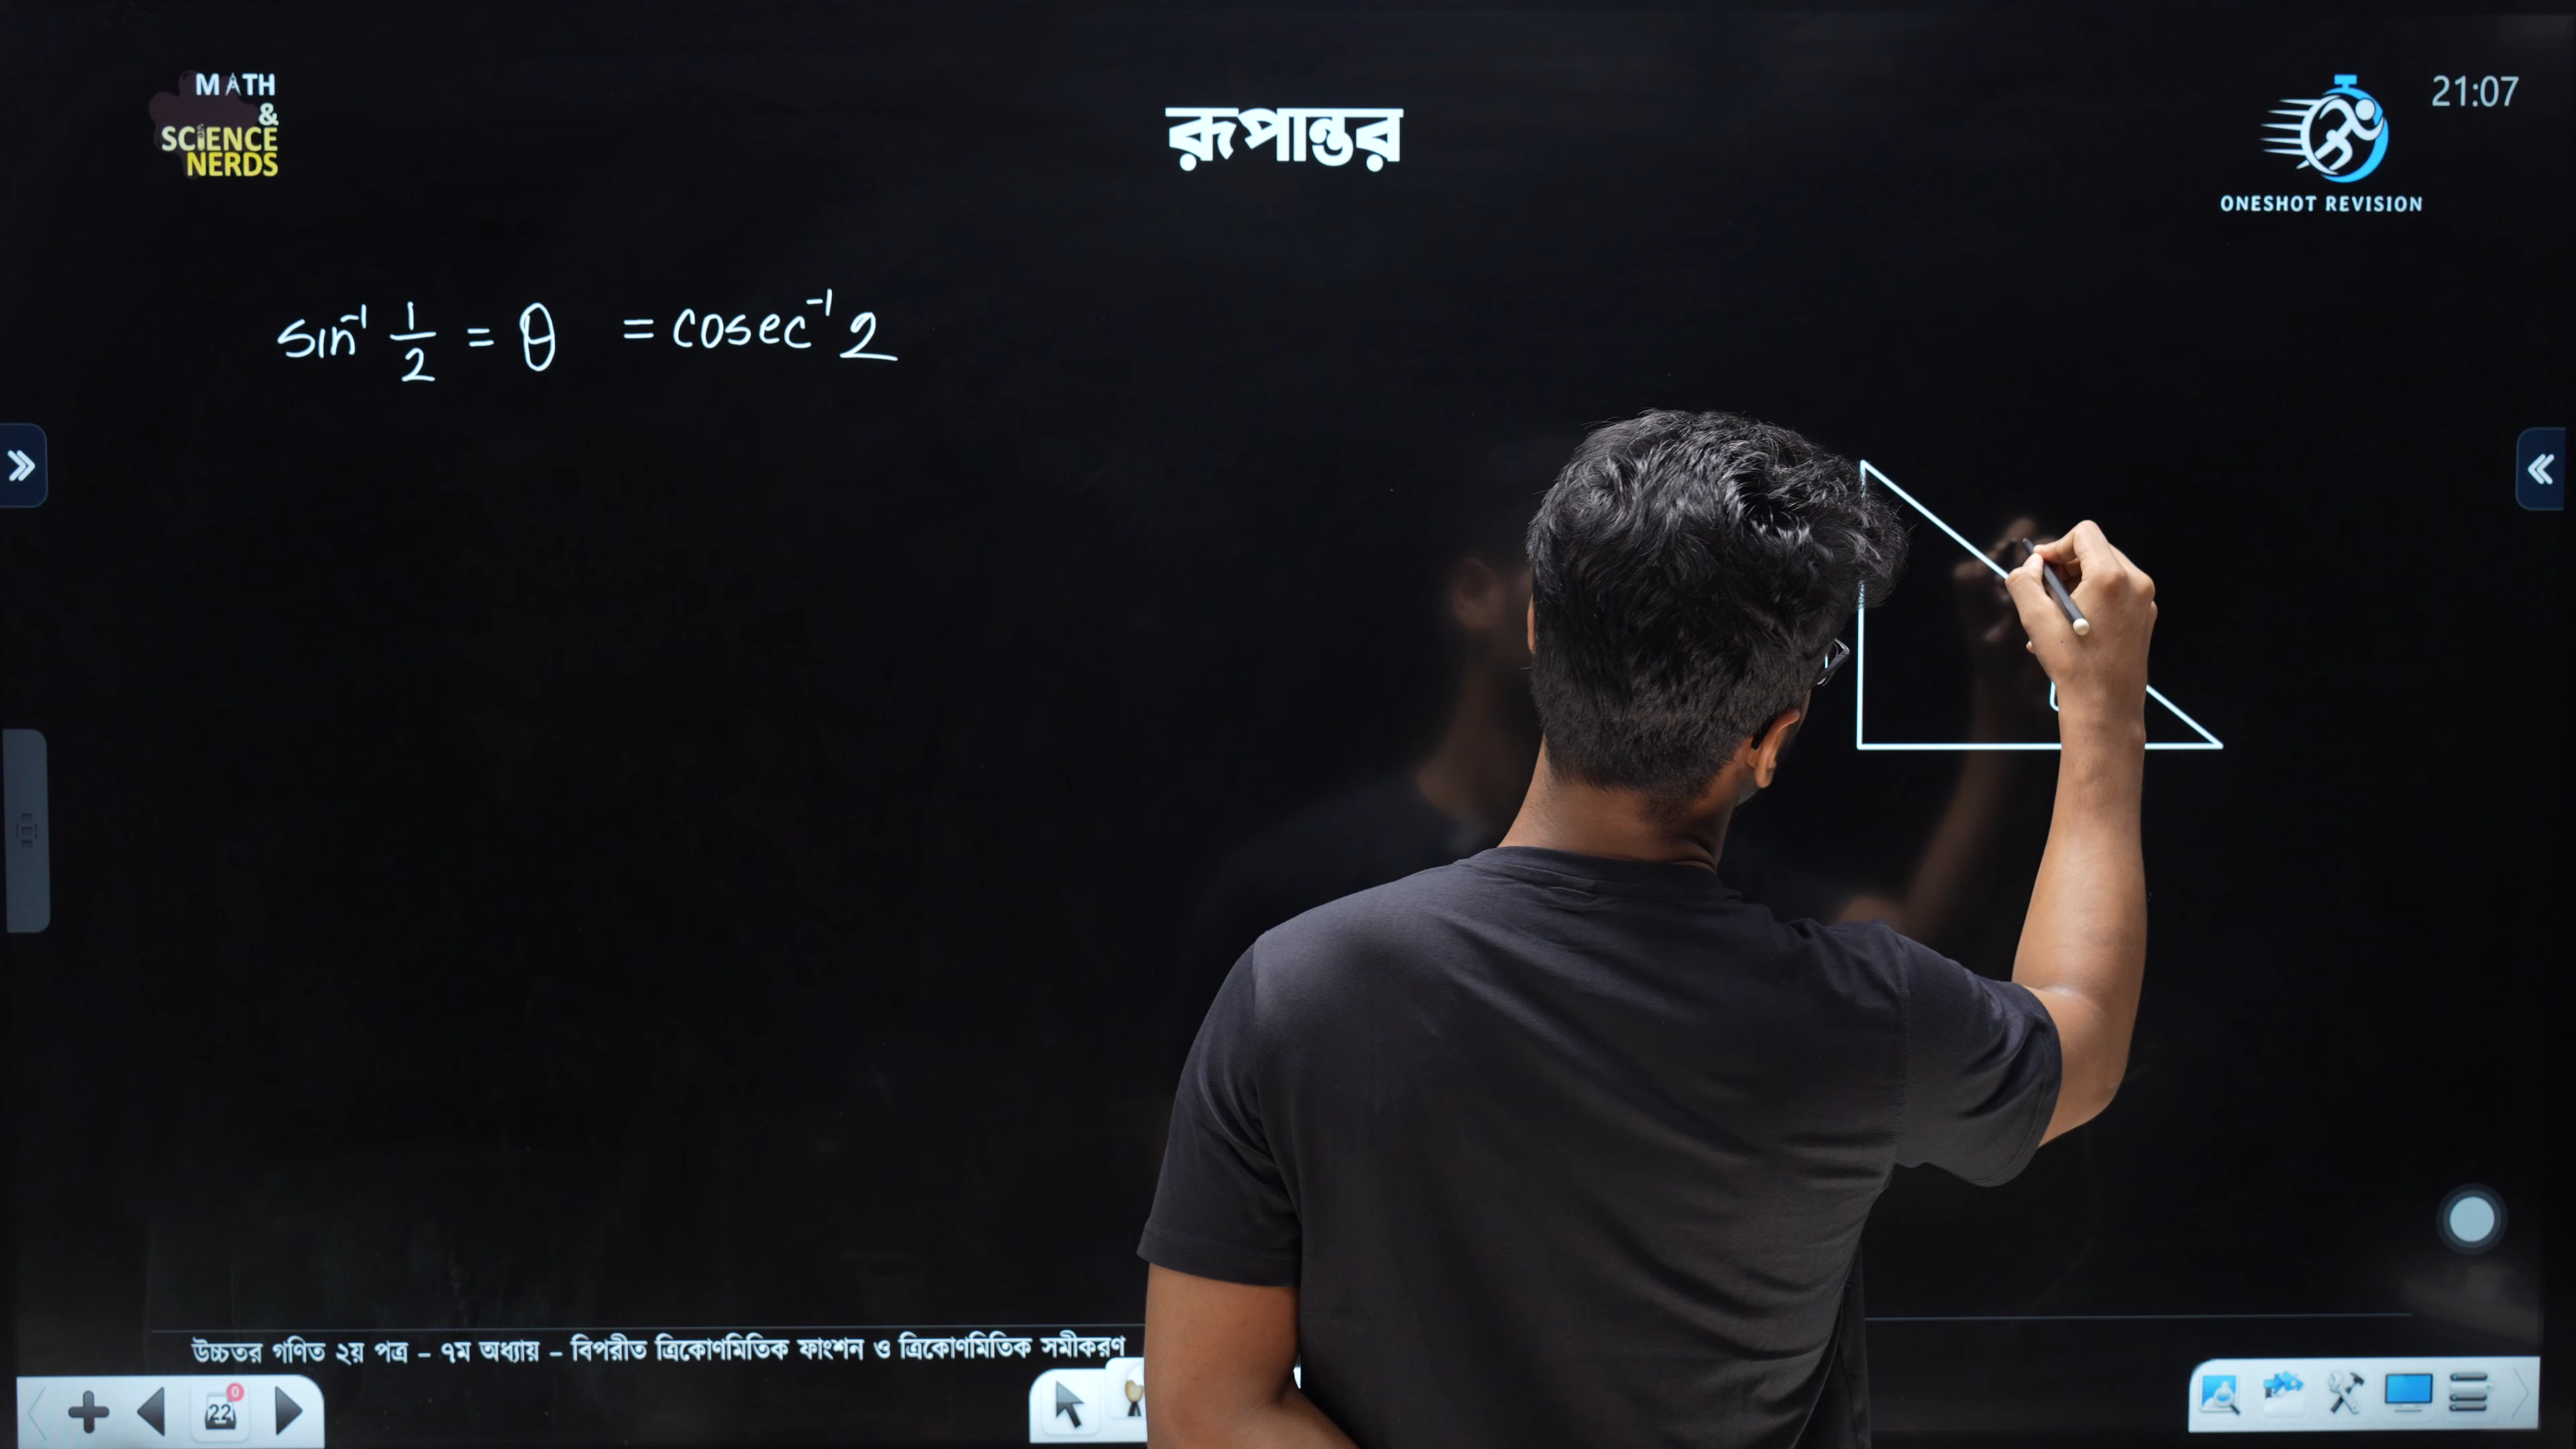 MATH
&
SCIENCE
NERDS
রূপান্তর
21:07
ONESHOT REVISION
sin⁻¹ 1/2 = θ = cosec⁻¹ 2
উচ্চতর গণিত ২য় পত্র – ৭ম অধ্যায় – বিপরীত ত্রিকোণমিতিক ফাংশন ও ত্রিকোণমিতিক সমীকরণ
0
22